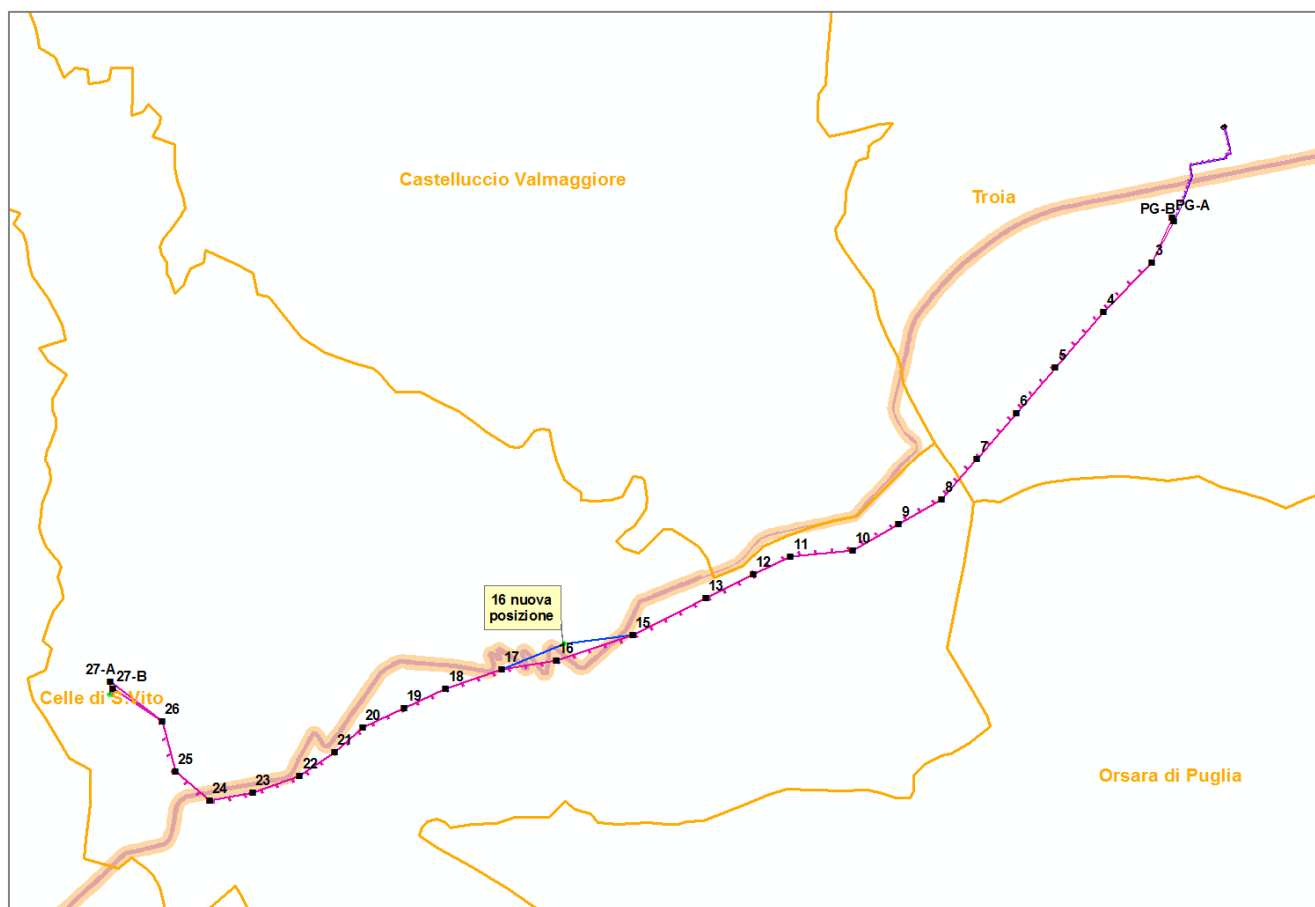 Castelluccio Valmaggiore
Troia
PG-B
PG-A
3
4
5
6
7
8
9
10
11
12
13
16 nuova
posizione
15
16
17
18
19
20
21
22
23
24
25
26
27-A
27-B
Celle di S.Vito
Orsara di Puglia